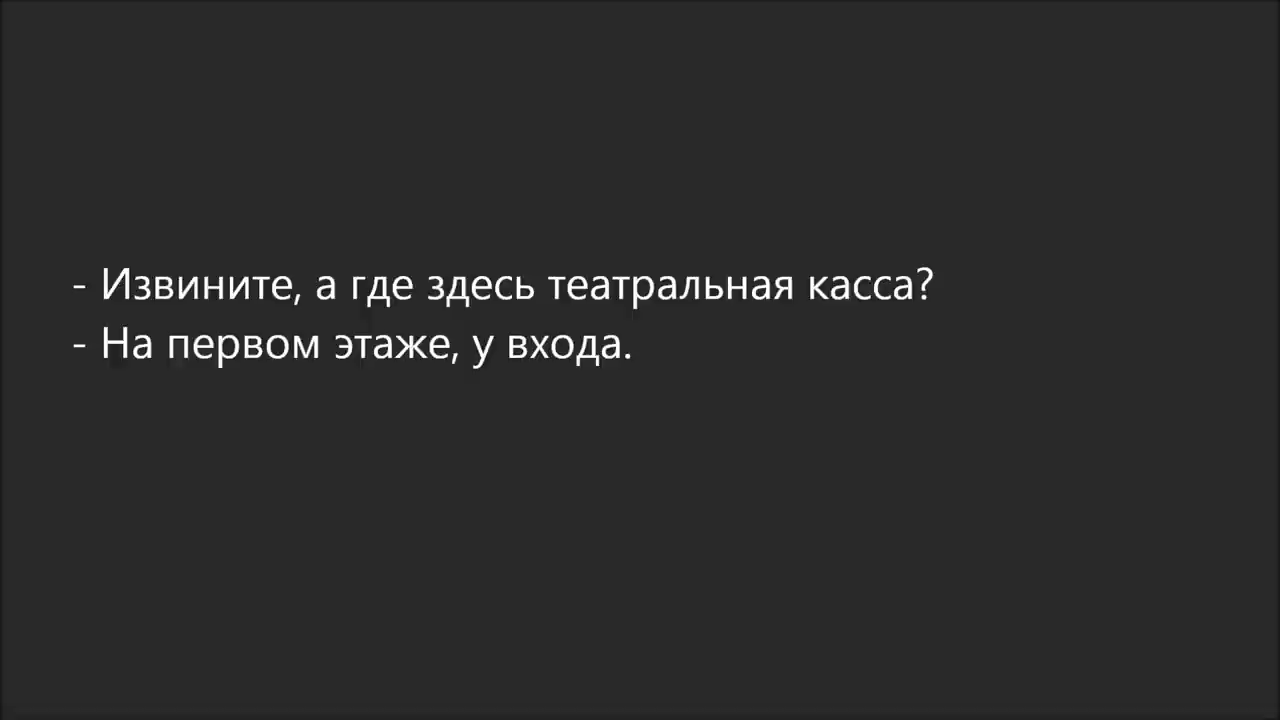 - Извините, а где здесь театральная касса?
- На первом этаже, у входа.